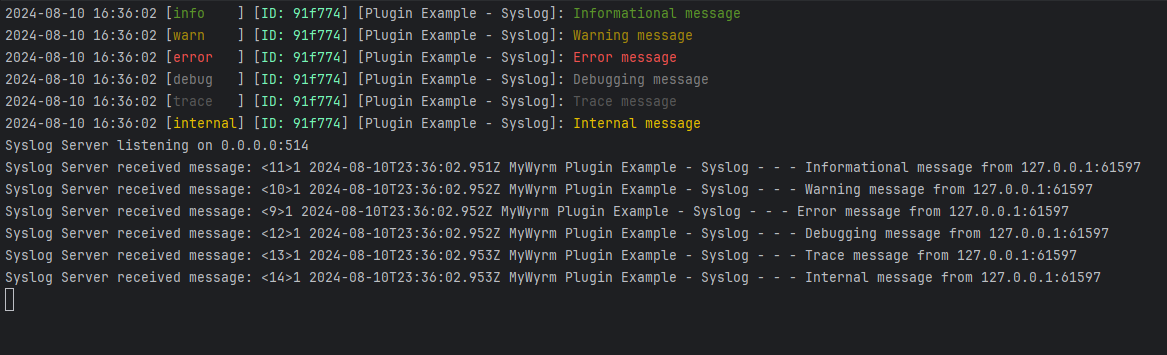 2024-08-10 16:36:02 [info    ] [ID: 91f774] [Plugin Example - Syslog]: Informational message
2024-08-10 16:36:02 [warn    ] [ID: 91f774] [Plugin Example - Syslog]: Warning message
2024-08-10 16:36:02 [error   ] [ID: 91f774] [Plugin Example - Syslog]: Error message
2024-08-10 16:36:02 [debug   ] [ID: 91f774] [Plugin Example - Syslog]: Debugging message
2024-08-10 16:36:02 [trace   ] [ID: 91f774] [Plugin Example - Syslog]: Trace message
2024-08-10 16:36:02 [internal] [ID: 91f774] [Plugin Example - Syslog]: Internal message
Syslog Server listening on 0.0.0.0:514
Syslog Server received message: <11>1 2024-08-10T23:36:02.951Z MyWyrm Plugin Example - Syslog - - - Informational message from 127.0.0.1:61597
Syslog Server received message: <10>1 2024-08-10T23:36:02.952Z MyWyrm Plugin Example - Syslog - - - Warning message from 127.0.0.1:61597
Syslog Server received message: <9>1 2024-08-10T23:36:02.952Z MyWyrm Plugin Example - Syslog - - - Error message from 127.0.0.1:61597
Syslog Server received message: <12>1 2024-08-10T23:36:02.952Z MyWyrm Plugin Example - Syslog - - - Debugging message from 127.0.0.1:61597
Syslog Server received message: <13>1 2024-08-10T23:36:02.953Z MyWyrm Plugin Example - Syslog - - - Trace message from 127.0.0.1:61597
Syslog Server received message: <14>1 2024-08-10T23:36:02.953Z MyWyrm Plugin Example - Syslog - - - Internal message from 127.0.0.1:61597